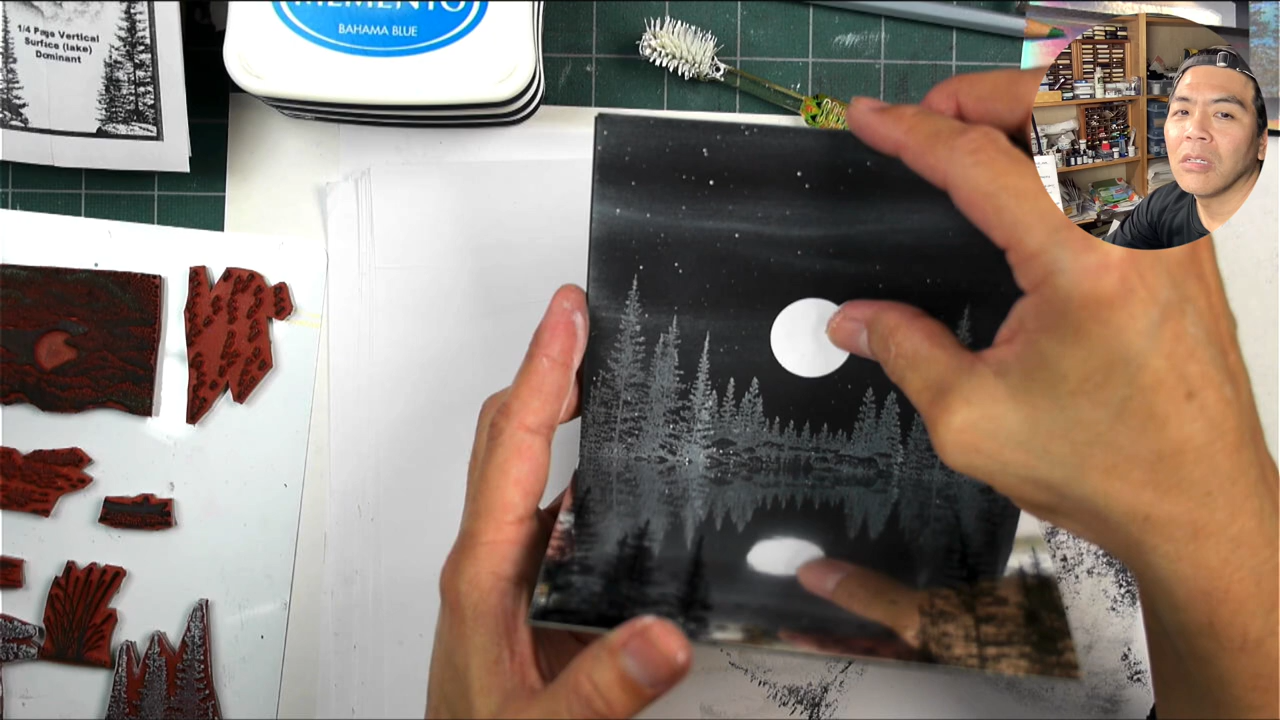 1/4 Page Vertical
Surface (lake)
Dominant
MEMENTO
BAHAMA BLUE